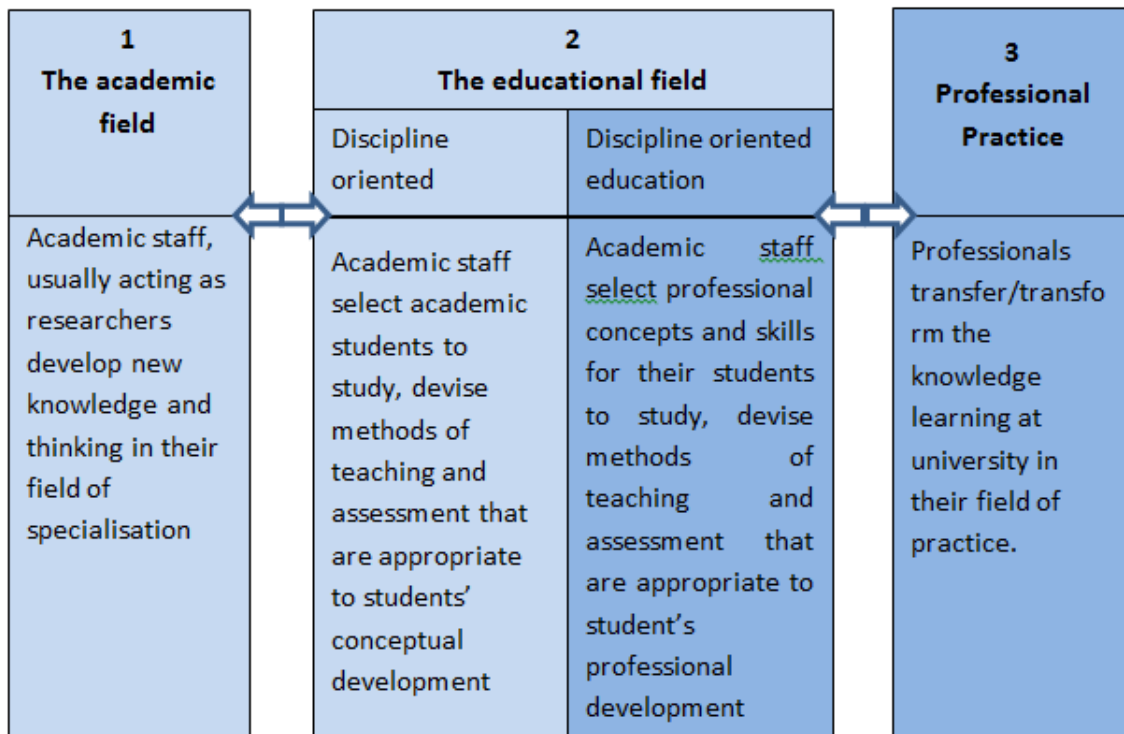 1
The academic
field
Academic staff,
usually acting as
researchers
develop new
knowledge and
thinking in their
field of
specialisation
2
The educational field
Discipline
oriented
Academic staff
select academic
students to
study, devise
methods of
teaching and
assessment that
are appropriate
to students’
conceptual
development
Discipline oriented
education
Academic staff
select professional
concepts and skills
for their students
to study, devise
methods of
teaching and
assessment that
are appropriate to
student’s
professional
development
3
Professional
Practice
Professionals
transfer/transfo
rm the
knowledge
learning at
university in
their field of
practice.